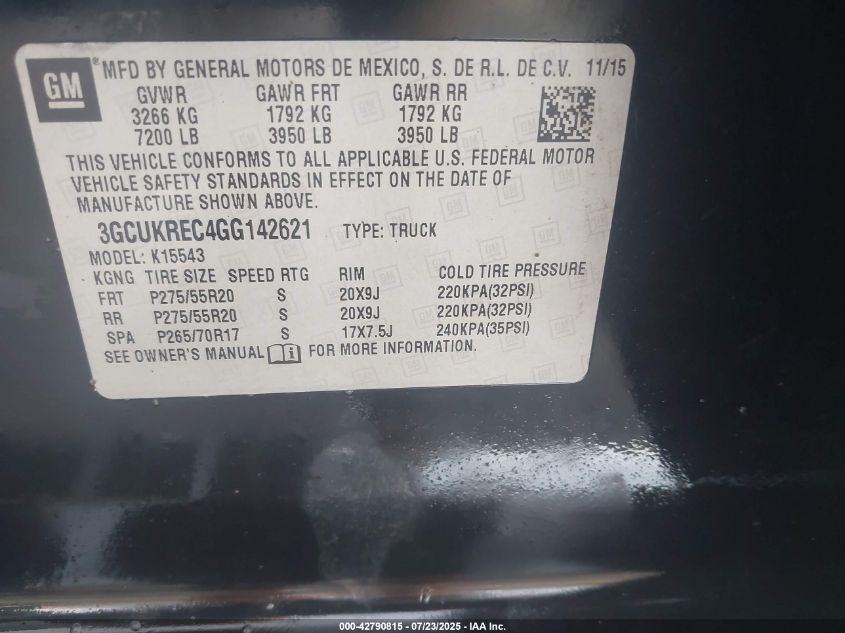 GM
® MFD BY GENERAL MOTORS DE MEXICO, S. DE R.L. DE C.V. 11/15
GVWR GAWR FRT GAWR RR
3266 KG 1792 KG 1792 KG
7200 LB 3950 LB 3950 LB
THIS VEHICLE CONFORMS TO ALL APPLICABLE U.S. FEDERAL MOTOR
VEHICLE SAFETY STANDARDS IN EFFECT ON THE DATE OF
MANUFACTURE SHOWN ABOVE.
3GCUKREC4GG142621 TYPE: TRUCK
MODEL: K15543
KGNG TIRE SIZE SPEED RTG RIM COLD TIRE PRESSURE
FRT P275/55R20 S 20X9J 220KPA(32PSI)
RR P275/55R20 S 20X9J 220KPA(32PSI)
SPA P265/70R17 S 17X7.5J 240KPA(35PSI)
SEE OWNER'S MANUAL FOR MORE INFORMATION.
000-42790815 - 07/23/2025 - IAA Inc.